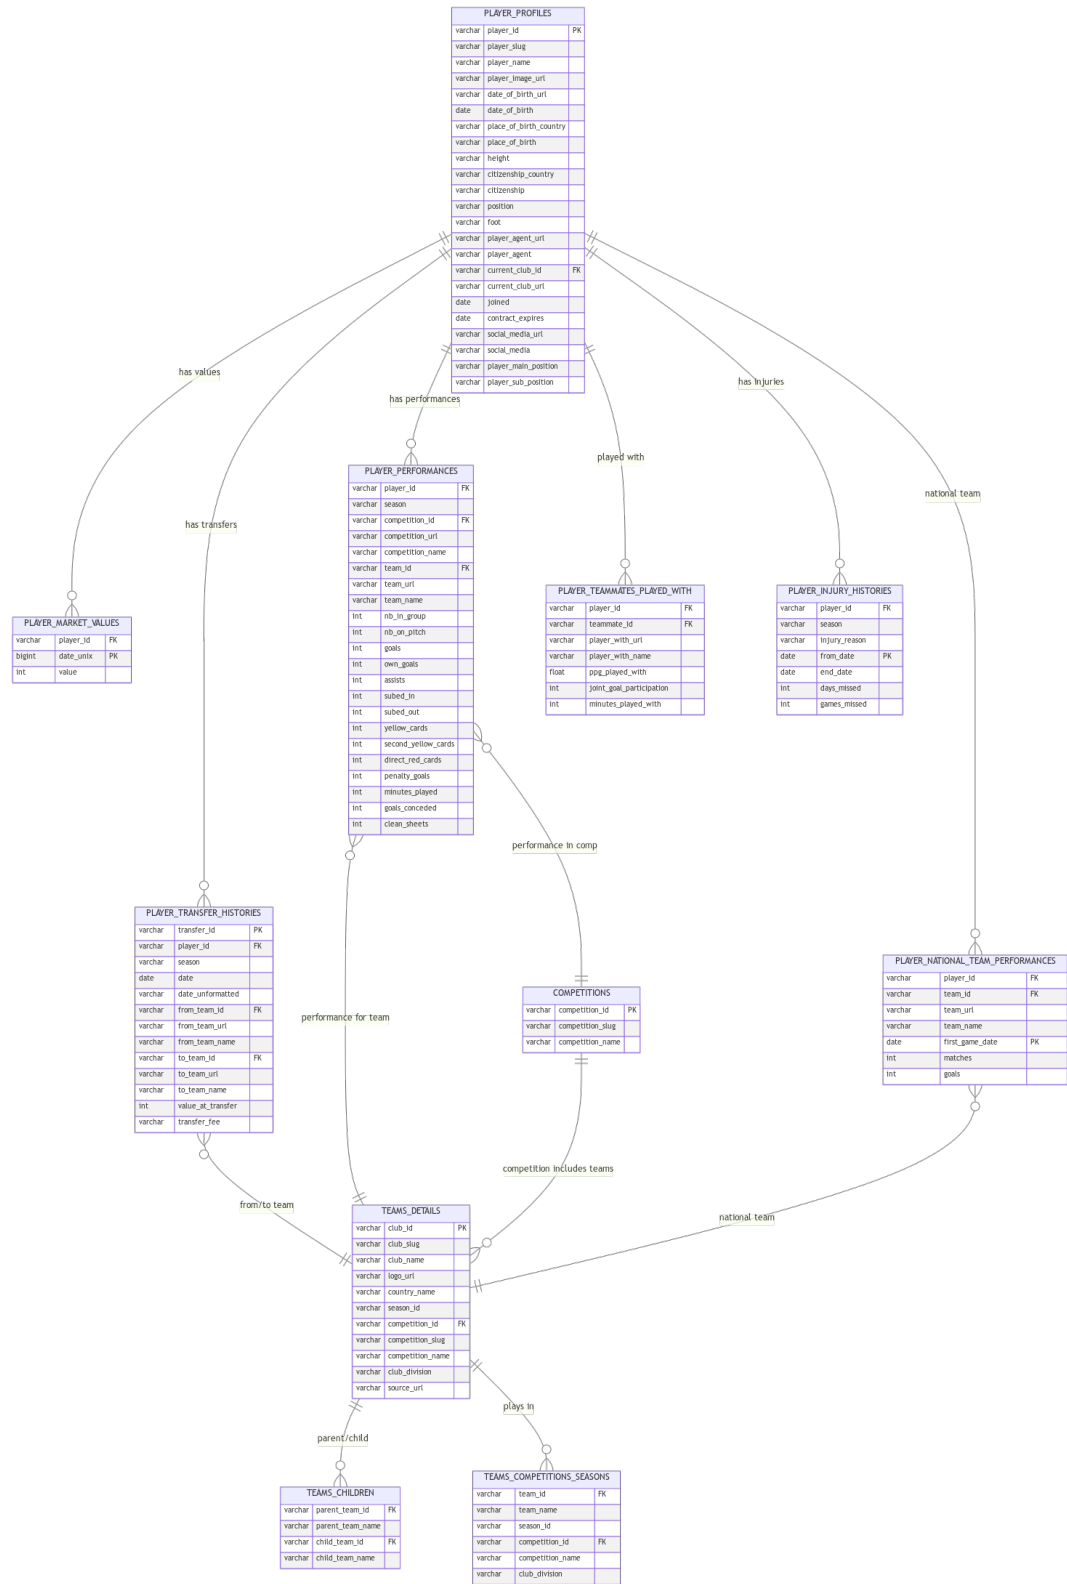 PLAYER_PROFILES
varchar player_id PK
varchar player_slug
varchar player_name
varchar player_image_url
varchar date_of_birth_url
date date_of_birth
varchar place_of_birth_country
varchar place_of_birth
varchar height
varchar citizenship_country
varchar citizenship
varchar position
varchar foot
varchar player_agent_url
varchar player_agent
varchar current_club_id FK
varchar current_club_url
date joined
date contract_expires
varchar social_media_url
varchar social_media
varchar player_main_position
varchar player_sub_position
has values
has transfers
has performances
played with
has injuries
national team
PLAYER_MARKET_VALUES
varchar player_id FK
bigint date_unix PK
int value
PLAYER_PERFORMANCES
varchar player_id FK
varchar season
varchar competition_id FK
varchar competition_url
varchar competition_name
varchar team_id FK
varchar team_url
varchar team_name
int nb_in_group
int nb_on_pitch
int goals
int own_goals
int assists
int subed_in
int subed_out
int yellow_cards
int second_yellow_cards
int direct_red_cards
int penalty_goals
int minutes_played
int goals_conceded
int clean_sheets
PLAYER_TEAMMATES_PLAYED_WITH
varchar player_id FK
varchar teammate_id FK
varchar player_with_url
varchar player_with_name
float ppg_played_with
int joint_goal_participation
int minutes_played_with
PLAYER_INJURY_HISTORIES
varchar player_id FK
varchar season
varchar injury_reason
date from_date PK
date end_date
int days_missed
int games_missed
performance in comp
performance for team
PLAYER_TRANSFER_HISTORIES
varchar transfer_id PK
varchar player_id FK
varchar season
date date
varchar date_unformatted
varchar from_team_id FK
varchar from_team_url
varchar from_team_name
varchar to_team_id FK
varchar to_team_url
varchar to_team_name
int value_at_transfer
varchar transfer_fee
COMPETITIONS
varchar competition_id PK
varchar competition_slug
varchar competition_name
PLAYER_NATIONAL_TEAM_PERFORMANCES
varchar player_id FK
varchar team_id FK
varchar team_url
varchar team_name
date first_game_date PK
int matches
int goals
from/to team
competition includes teams
national team
TEAMS_DETAILS
varchar club_id PK
varchar club_slug
varchar club_name
varchar logo_url
varchar country_name
varchar season_id
varchar competition_id FK
varchar competition_slug
varchar competition_name
varchar club_division
varchar source_url
parent/child
plays in
TEAMS_CHILDREN
varchar parent_team_id FK
varchar parent_team_name
varchar child_team_id FK
varchar child_team_name
TEAMS_COMPETITIONS_SEASONS
varchar team_id FK
varchar team_name
varchar season_id
varchar competition_id FK
varchar competition_name
varchar club_division